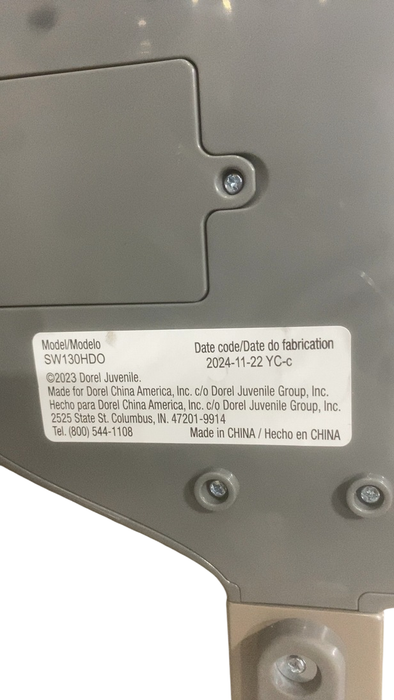 Model/Modelo Date code/Date do fabrication
SW130HDO 2024-11-22 YC-c
©2023 Dorel Juvenile.
Made for Dorel China America, Inc. c/o Dorel Juvenile Group, Inc.
Hecho para Dorel China America, Inc. c/o Dorel Juvenile Group, Inc.
2525 State St. Columbus, IN. 47201-9914
Tel. (800) 544-1108 Made in CHINA / Hecho en CHINA